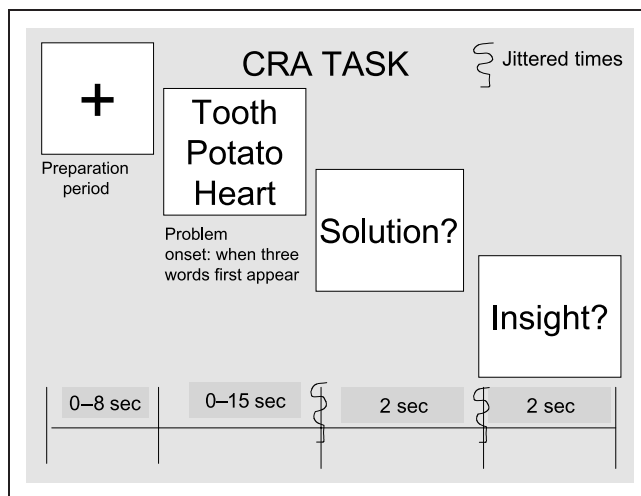 CRA TASK
Jittered times
+
Preparation
period
Tooth
Potato
Heart
Problem
onset: when three
words first appear
Solution?
Insight?
0–8 sec
0–15 sec
2 sec
2 sec